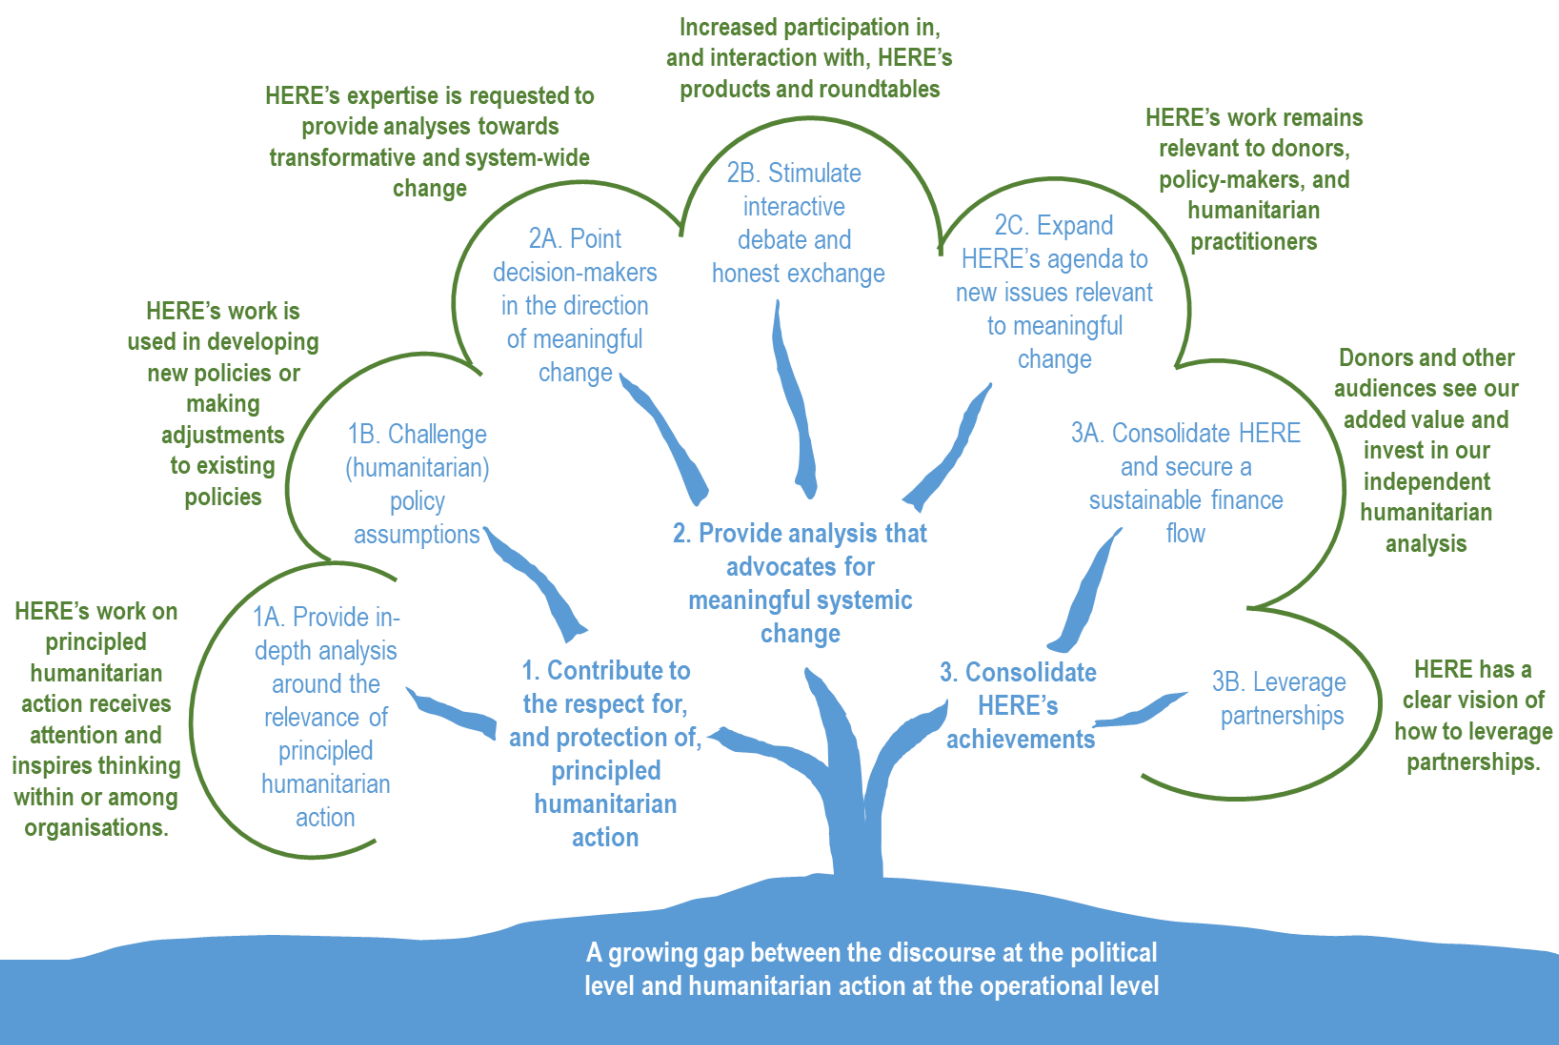 Increased participation in,
and interaction with, HERE's
products and roundtables
HERE's expertise is requested to
provide analyses towards
transformative and system-wide
change
HERE's work remains
relevant to donors,
policy-makers, and
humanitarian
practitioners
2B. Stimulate
interactive
debate and
honest exchange
2A. Point
decision-makers
in the direction
of meaningful
change
2C. Expand
HERE's agenda to
new issues relevant
to meaningful
change
HERE's work is
used in developing
new policies or
making
adjustments
to existing
policies
1B. Challenge
(humanitarian)
policy
assumptions
3A. Consolidate HERE
and secure a
sustainable finance
flow
Donors and other
audiences see our
added value and
invest in our
independent
humanitarian
analysis
2. Provide analysis that
advocates for
meaningful systemic
change
HERE's work on
principled
humanitarian
action receives
attention and
inspires thinking
within or among
organisations.
1A. Provide in-
depth analysis
around the
relevance of
principled
humanitarian
action
1. Contribute to
the respect for,
and protection of,
principled
humanitarian
action
3. Consolidate
HERE's
achievements
3B. Leverage
partnerships
HERE has a
clear vision of
how to leverage
partnerships.
A growing gap between the discourse at the political
level and humanitarian action at the operational level